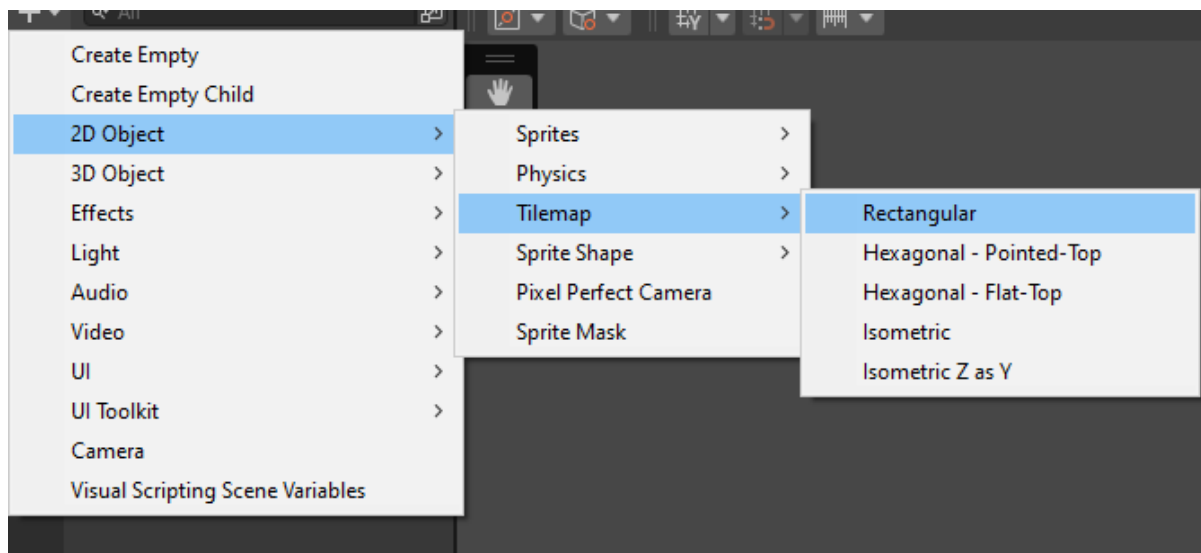 All
Create Empty
Create Empty Child
2D Object
3D Object
Effects
Light
Audio
Video
UI
UI Toolkit
Camera
Visual Scripting Scene Variables
Sprites
Physics
Tilemap
Sprite Shape
Pixel Perfect Camera
Sprite Mask
Rectangular
Hexagonal - Pointed-Top
Hexagonal - Flat-Top
Isometric
Isometric Z as Y